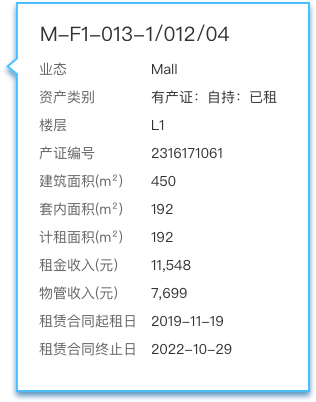 M-F1-013-1/012/04
业态 Mall
资产类别 有产证：自持：已租
楼层 L1
产证编号 2316171061
建筑面积(m²) 450
套内面积(m²) 192
计租面积(m²) 192
租金收入(元) 11,548
物管收入(元) 7,699
租赁合同起租日 2019-11-19
租赁合同终止日 2022-10-29